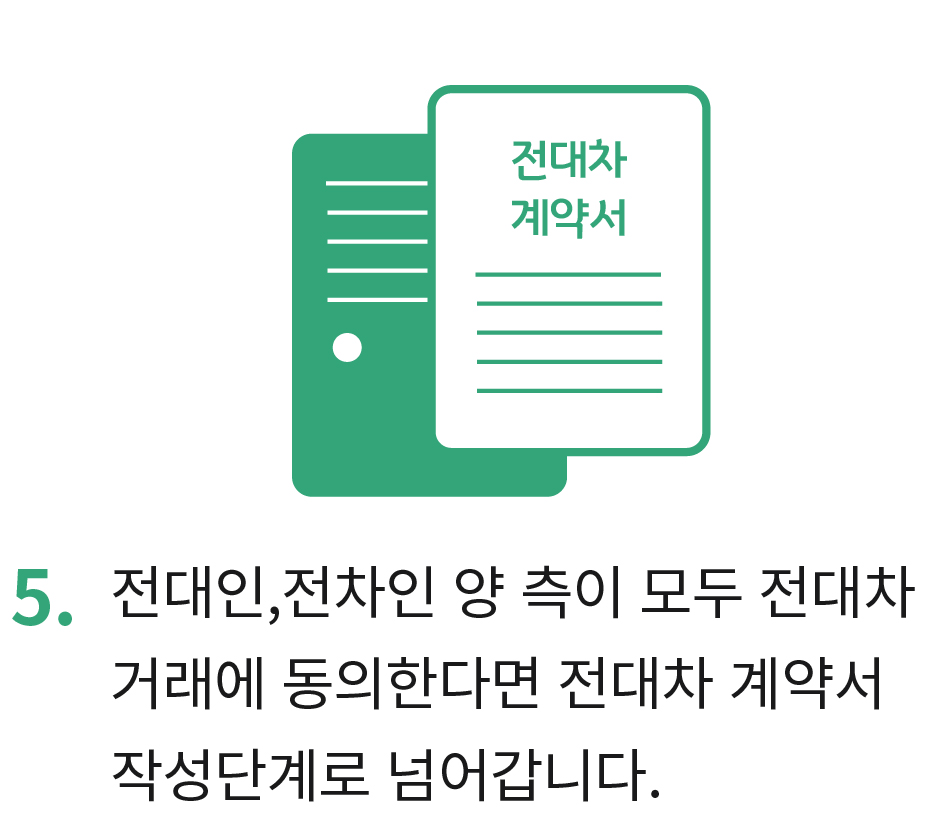 전대차
계약서
5. 전대인,전차인 양 측이 모두 전대차
거래에 동의한다면 전대차 계약서
작성단계로 넘어갑니다.